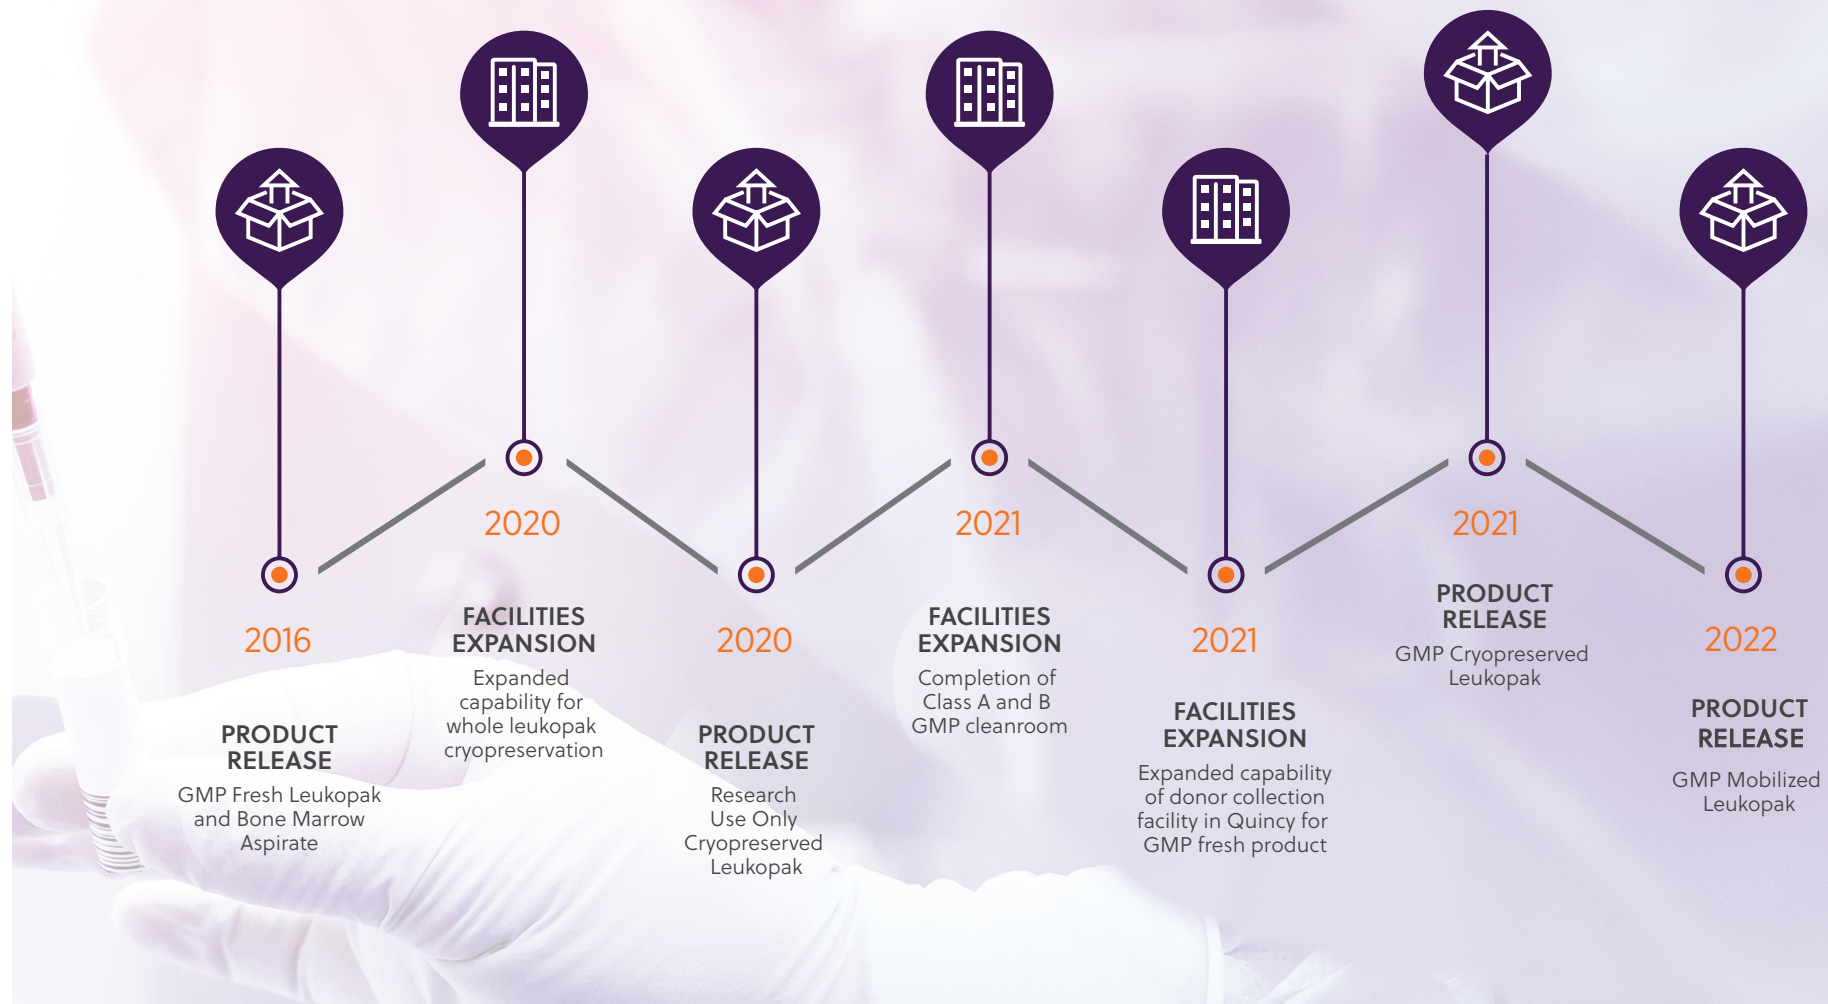 2016
PRODUCT
RELEASE
GMP Fresh Leukopak
and Bone Marrow
Aspirate
2020
FACILITIES
EXPANSION
Expanded
capability for
whole leukopak
cryopreservation
2020
PRODUCT
RELEASE
Research
Use Only
Cryopreserved
Leukopak
2021
FACILITIES
EXPANSION
Completion of
Class A and B
GMP cleanroom
2021
FACILITIES
EXPANSION
Expanded capability
of donor collection
facility in Quincy for
GMP fresh product
2021
PRODUCT
RELEASE
GMP Cryopreserved
Leukopak
2022
PRODUCT
RELEASE
GMP Mobilized
Leukopak